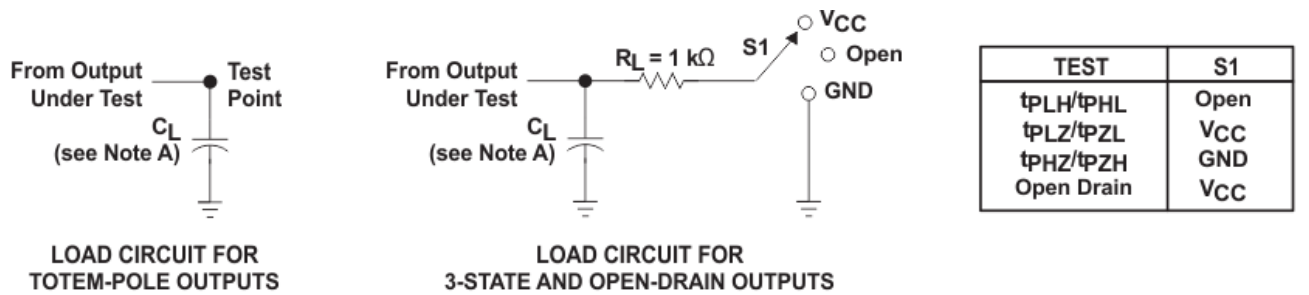 From Output
Under Test
Test
Point
CL
(see Note A)
LOAD CIRCUIT FOR
TOTEM-POLE OUTPUTS
From Output
Under Test
RL = 1 kΩ
S1
VCC
Open
GND
CL
(see Note A)
LOAD CIRCUIT FOR
3-STATE AND OPEN-DRAIN OUTPUTS
TEST S1
tPLH/tPHL Open
tPLZ/tPZL VCC
tPHZ/tPZH GND
Open Drain VCC